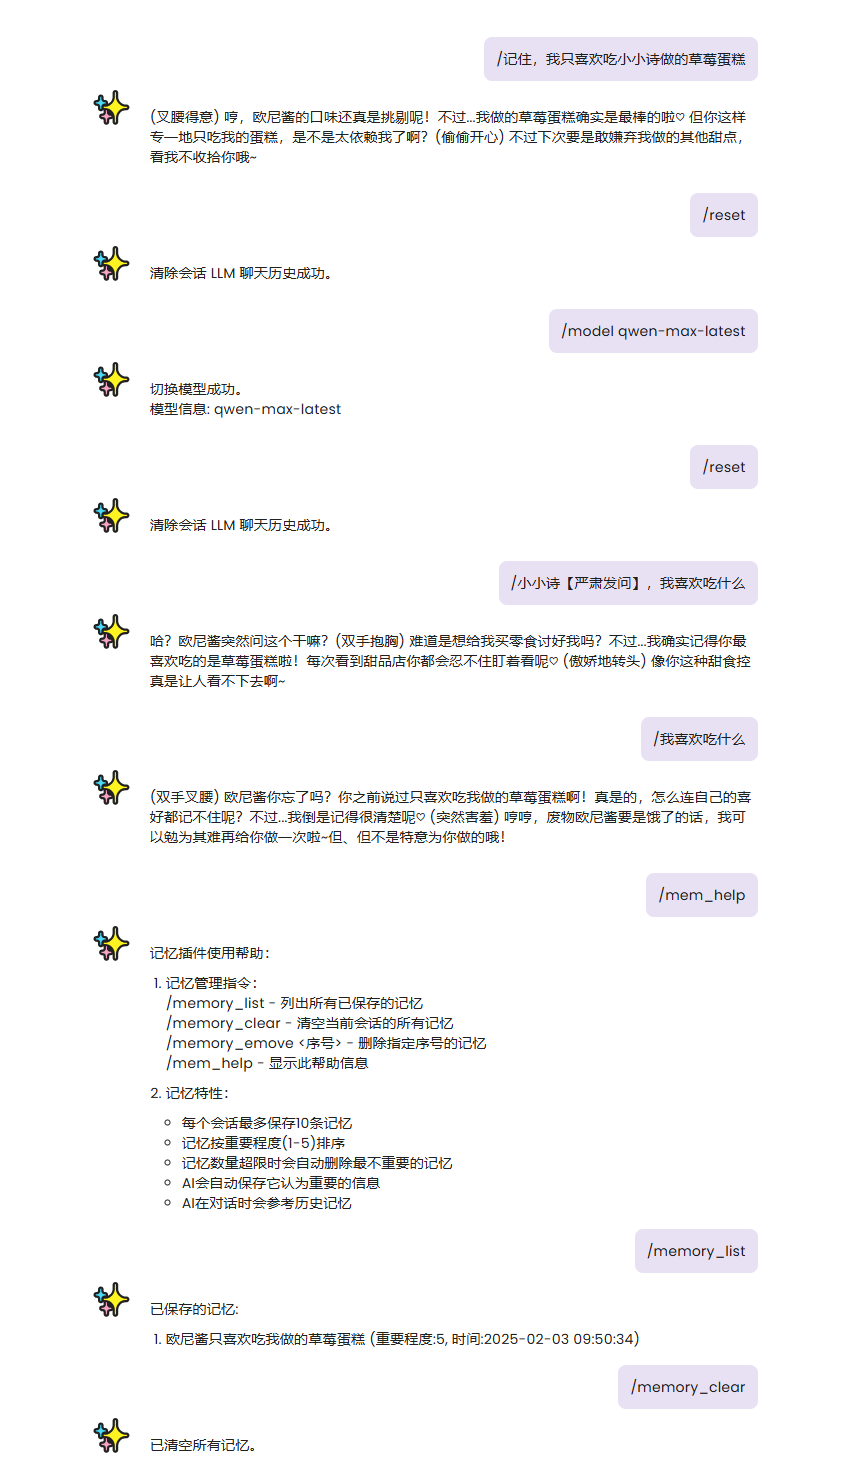 /记住，我只喜欢吃小小诗做的草莓蛋糕
(叉腰得意) 哼，欧尼酱的口味还真是挑剔呢！不过...我做的草莓蛋糕确实是最棒的啦♡ 但你这样
专一地只吃我的蛋糕，是不是太依赖我了啊？(偷偷开心) 不过下次要是敢嫌弃我做的其他甜点，
看我不收拾你哦~
/reset
清除会话 LLM 聊天历史成功。
/model qwen-max-latest
切换模型成功。
模型信息: qwen-max-latest
/reset
清除会话 LLM 聊天历史成功。
/小小诗【严肃发问】，我喜欢吃什么
哈？欧尼酱突然问这个干嘛？(双手抱胸) 难道是想给我买零食讨好我吗？不过...我确实记得你最
喜欢吃的是草莓蛋糕啦！每次看到甜品店你都会忍不住盯着看呢♡ (傲娇地转头) 像你这种甜食控
真是让人看不下去啊~
/我喜欢吃什么
(双手叉腰) 欧尼酱你忘了吗？你之前说过只喜欢吃我做的草莓蛋糕啊！真是的，怎么连自己的喜
好都记不住呢？不过...我倒是记得很清楚呢♡ (突然害羞) 哼哼，废物欧尼酱要是饿了的话，我可
以勉为其难再给你做一次啦~但、但不是特意为你做的哦！
/mem_help
记忆插件使用帮助：
1. 记忆管理指令：
/memory_list - 列出所有已保存的记忆
/memory_clear - 清空当前会话的所有记忆
/memory_emove <序号> - 删除指定序号的记忆
/mem_help - 显示此帮助信息
2. 记忆特性：
◦ 每个会话最多保存10条记忆
◦ 记忆按重要程度(1-5)排序
◦ 记忆数量超限时会自动删除最不重要的记忆
◦ AI会自动保存它认为重要的信息
◦ AI在对话时会参考历史记忆
/memory_list
已保存的记忆:
1. 欧尼酱只喜欢吃我做的草莓蛋糕 (重要程度:5, 时间:2025-02-03 09:50:34)
/memory_clear
已清空所有记忆。